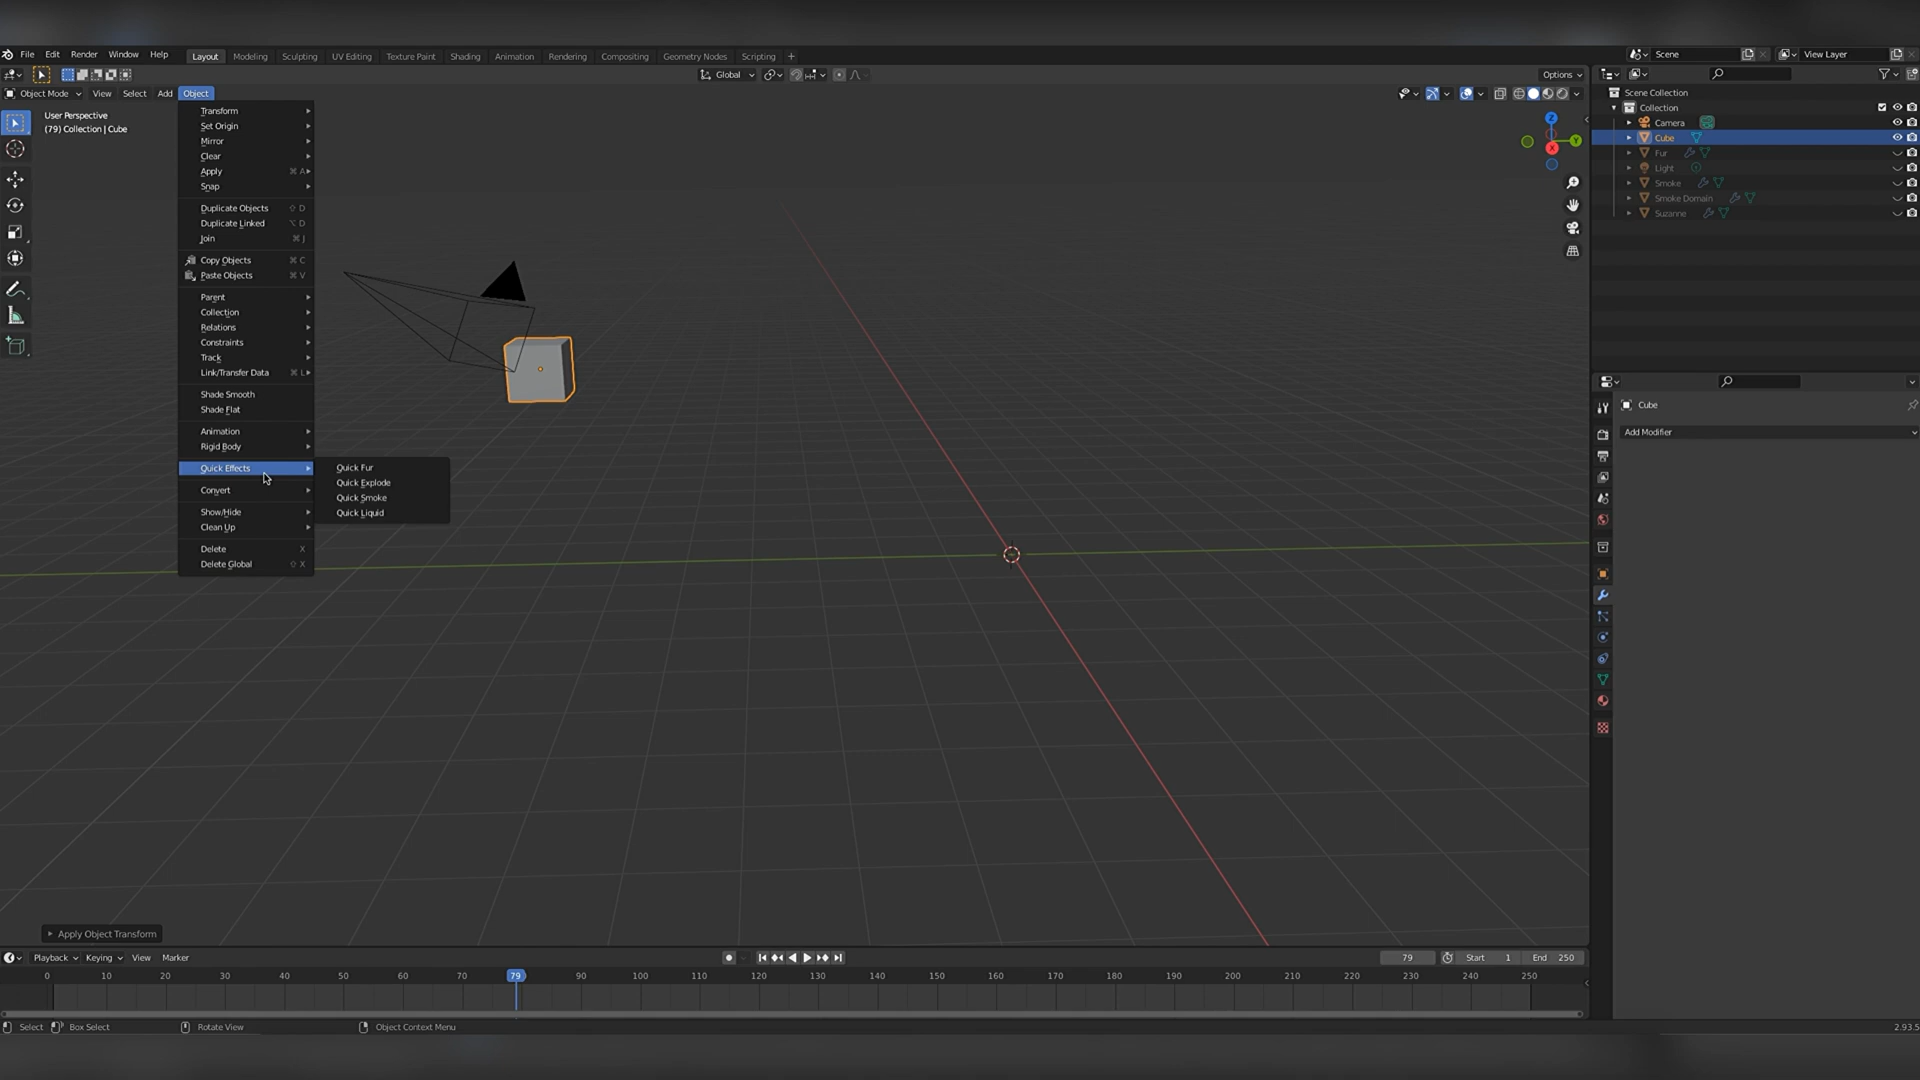 File Edit Render Window Help Layout Modeling Sculpting UV Editing Texture Paint Shading Animation Rendering Compositing Geometry Nodes Scripting + Scene View Layer
Global Options
Object Mode View Select Add Object
User Perspective
(79) Collection | Cube
Transform
Set Origin
Mirror
Clear
Apply ⌘ A
Snap
Duplicate Objects ⇧ D
Duplicate Linked ⌥ D
Join ⌘ J
Copy Objects ⌘ C
Paste Objects ⌘ V
Parent
Collection
Relations
Constraints
Track
Link/Transfer Data ⌘ L
Shade Smooth
Shade Flat
Animation
Rigid Body
Quick Effects
Convert
Show/Hide
Clean Up
Delete X
Delete Global ⇧ X
Quick Fur
Quick Explode
Quick Smoke
Quick Liquid
Z
Y
X
Scene Collection
Collection
Camera
Cube
Fur
Light
Smoke
Smoke Domain
Suzanne
Cube
Add Modifier
Apply Object Transform
Playback Keying View Marker 79 Start 1 End 250
0 10 20 30 40 50 60 70 79 90 100 110 120 130 140 150 160 170 180 190 200 210 220 230 240 250
Select Box Select Rotate View Object Context Menu 2.93.5